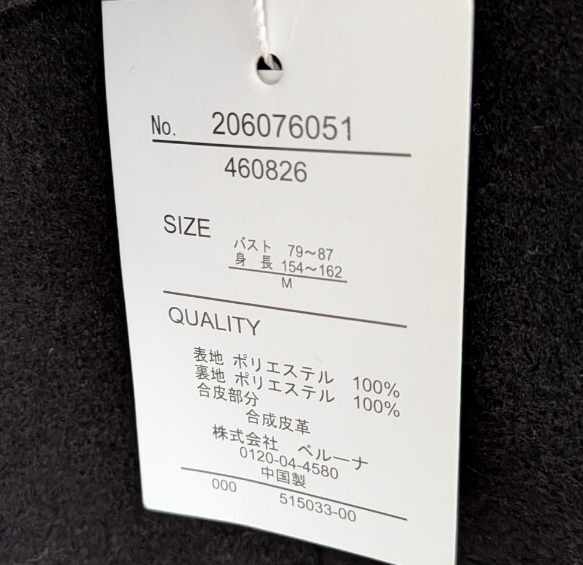 No. 206076051
460826
SIZE
バスト 79～87
身 長 154～162
M
QUALITY
表地 ポリエステル 100%
裏地 ポリエステル 100%
合皮部分
合成皮革
株式会社 ベルーナ
0120-04-4580
中国製
000 515033-00